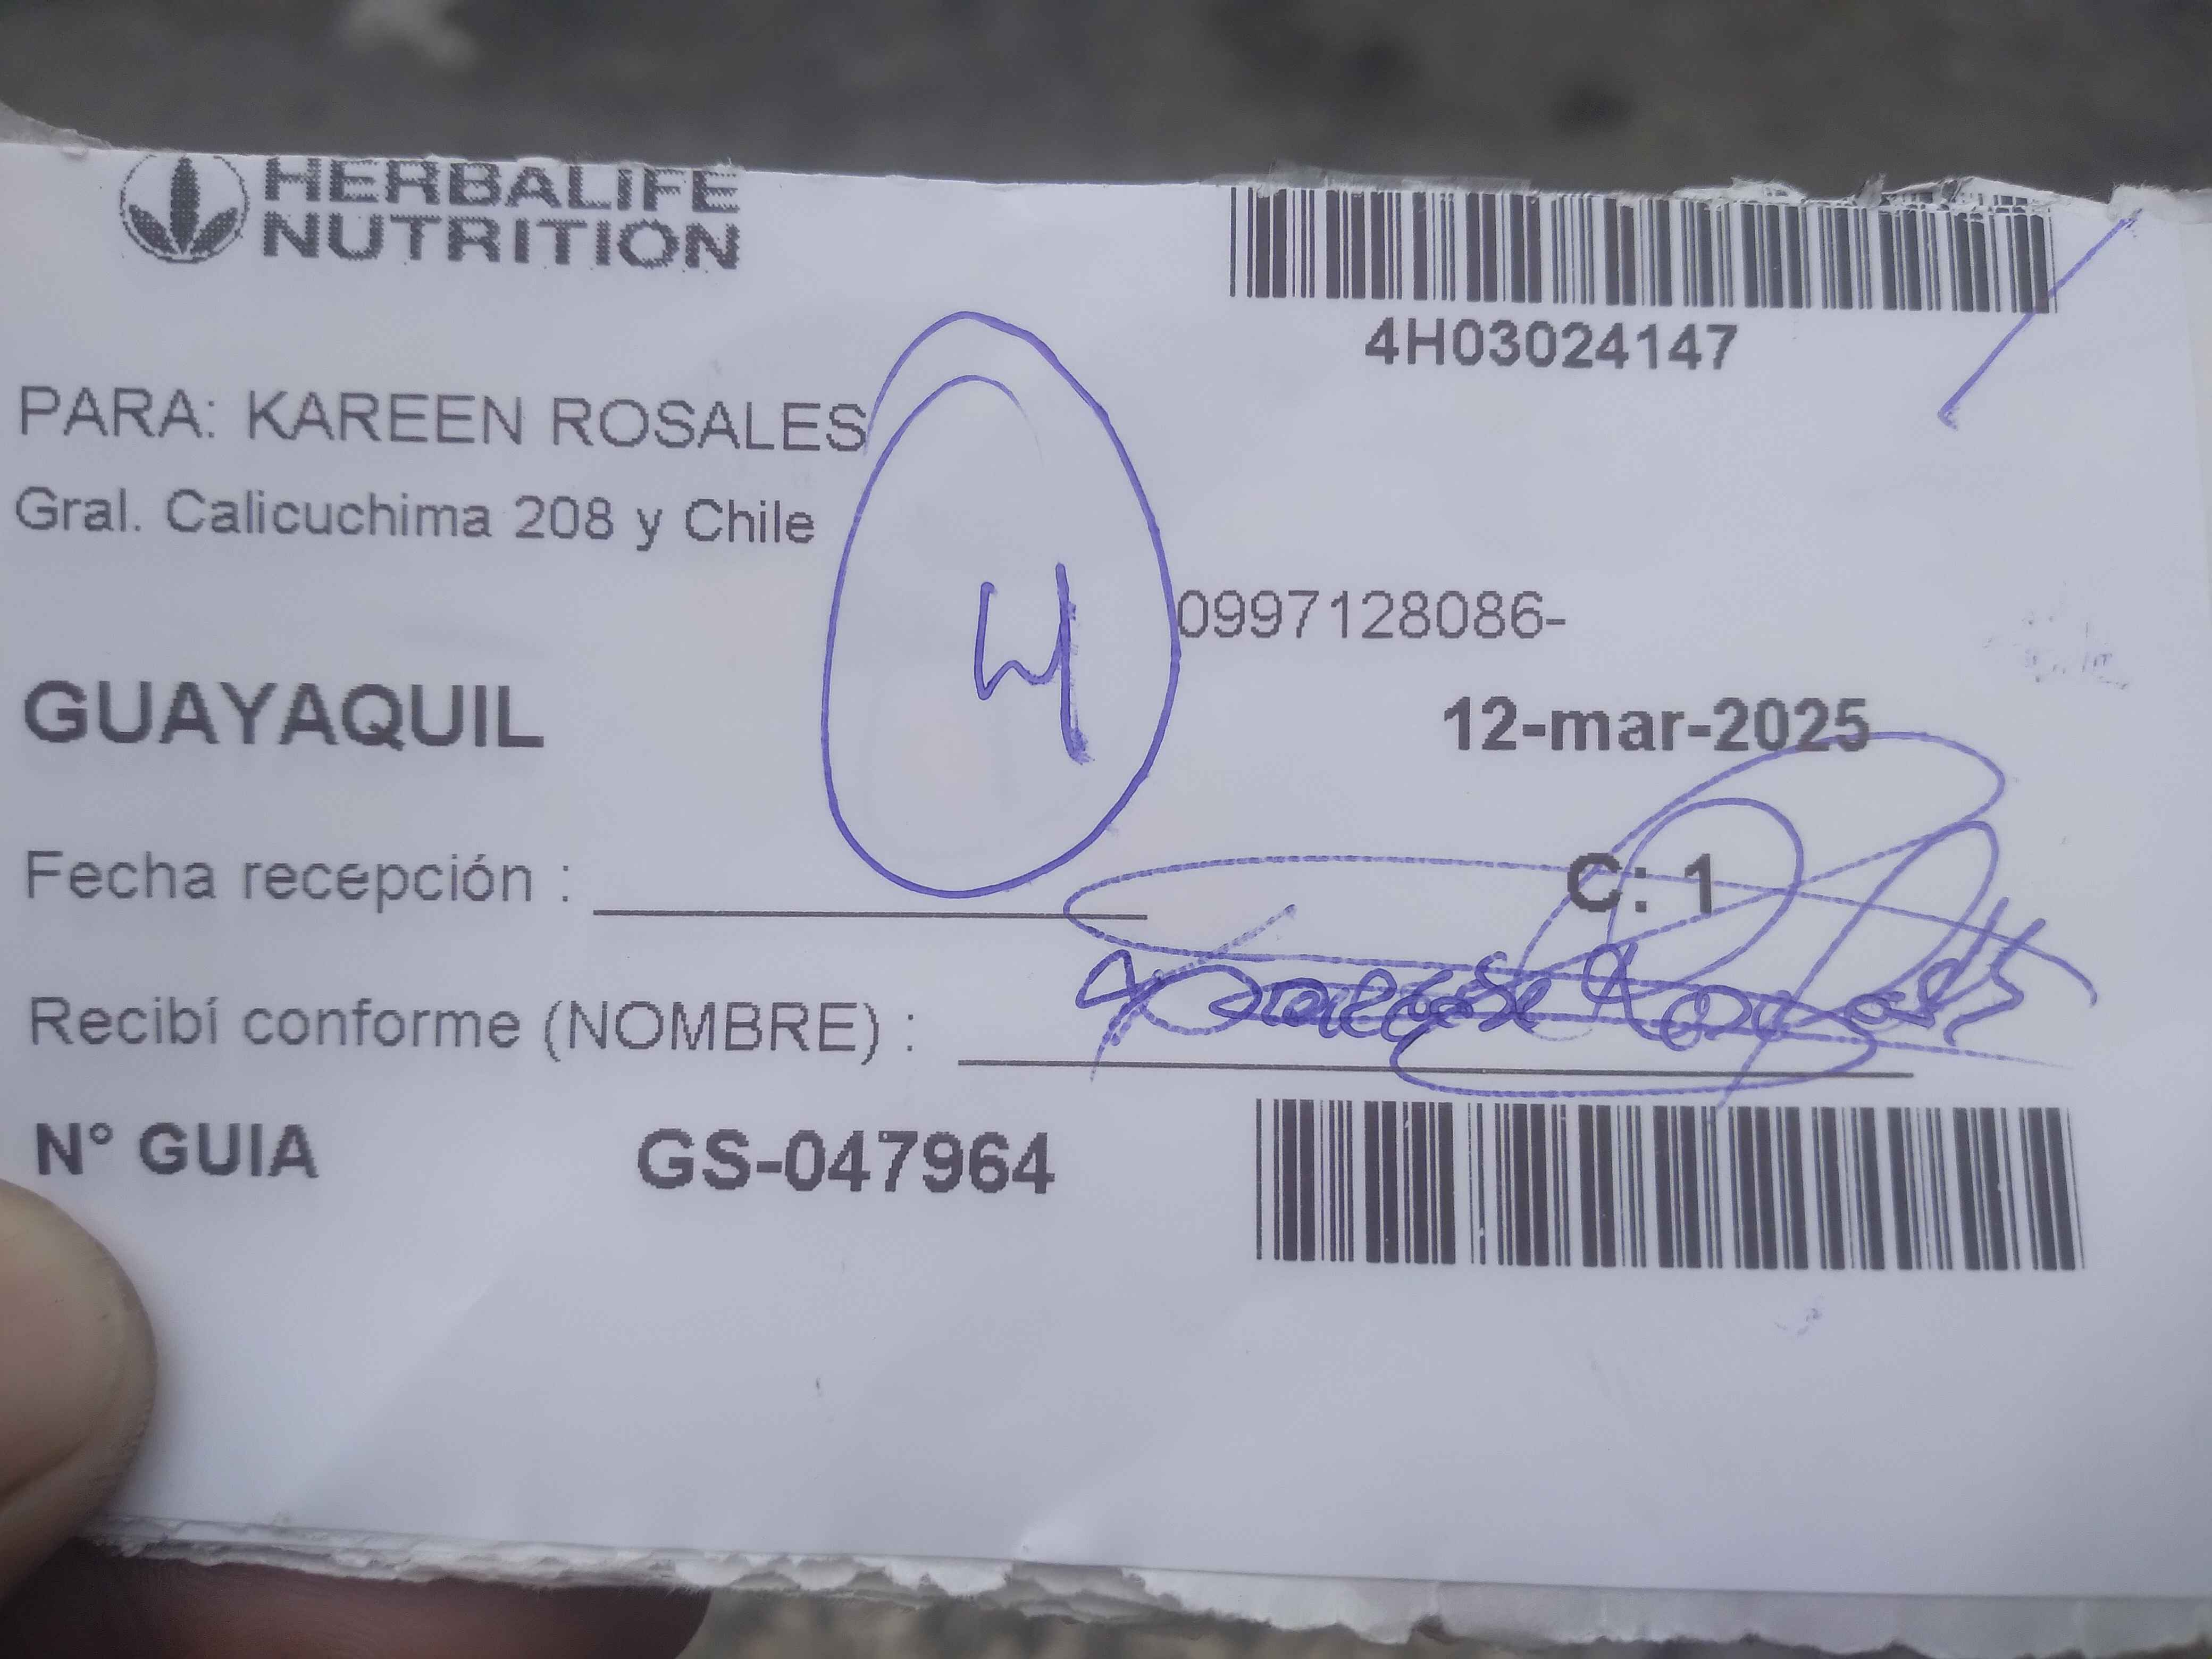 HERBALIFE
NUTRITION
4H03024147
PARA: KAREEN ROSALES
Gral. Calicuchima 208 y Chile
4
0997128086-
GUAYAQUIL
12-mar-2025
Fecha recepción :
C: 1
Recibí conforme (NOMBRE) :
N° GUIA GS-047964